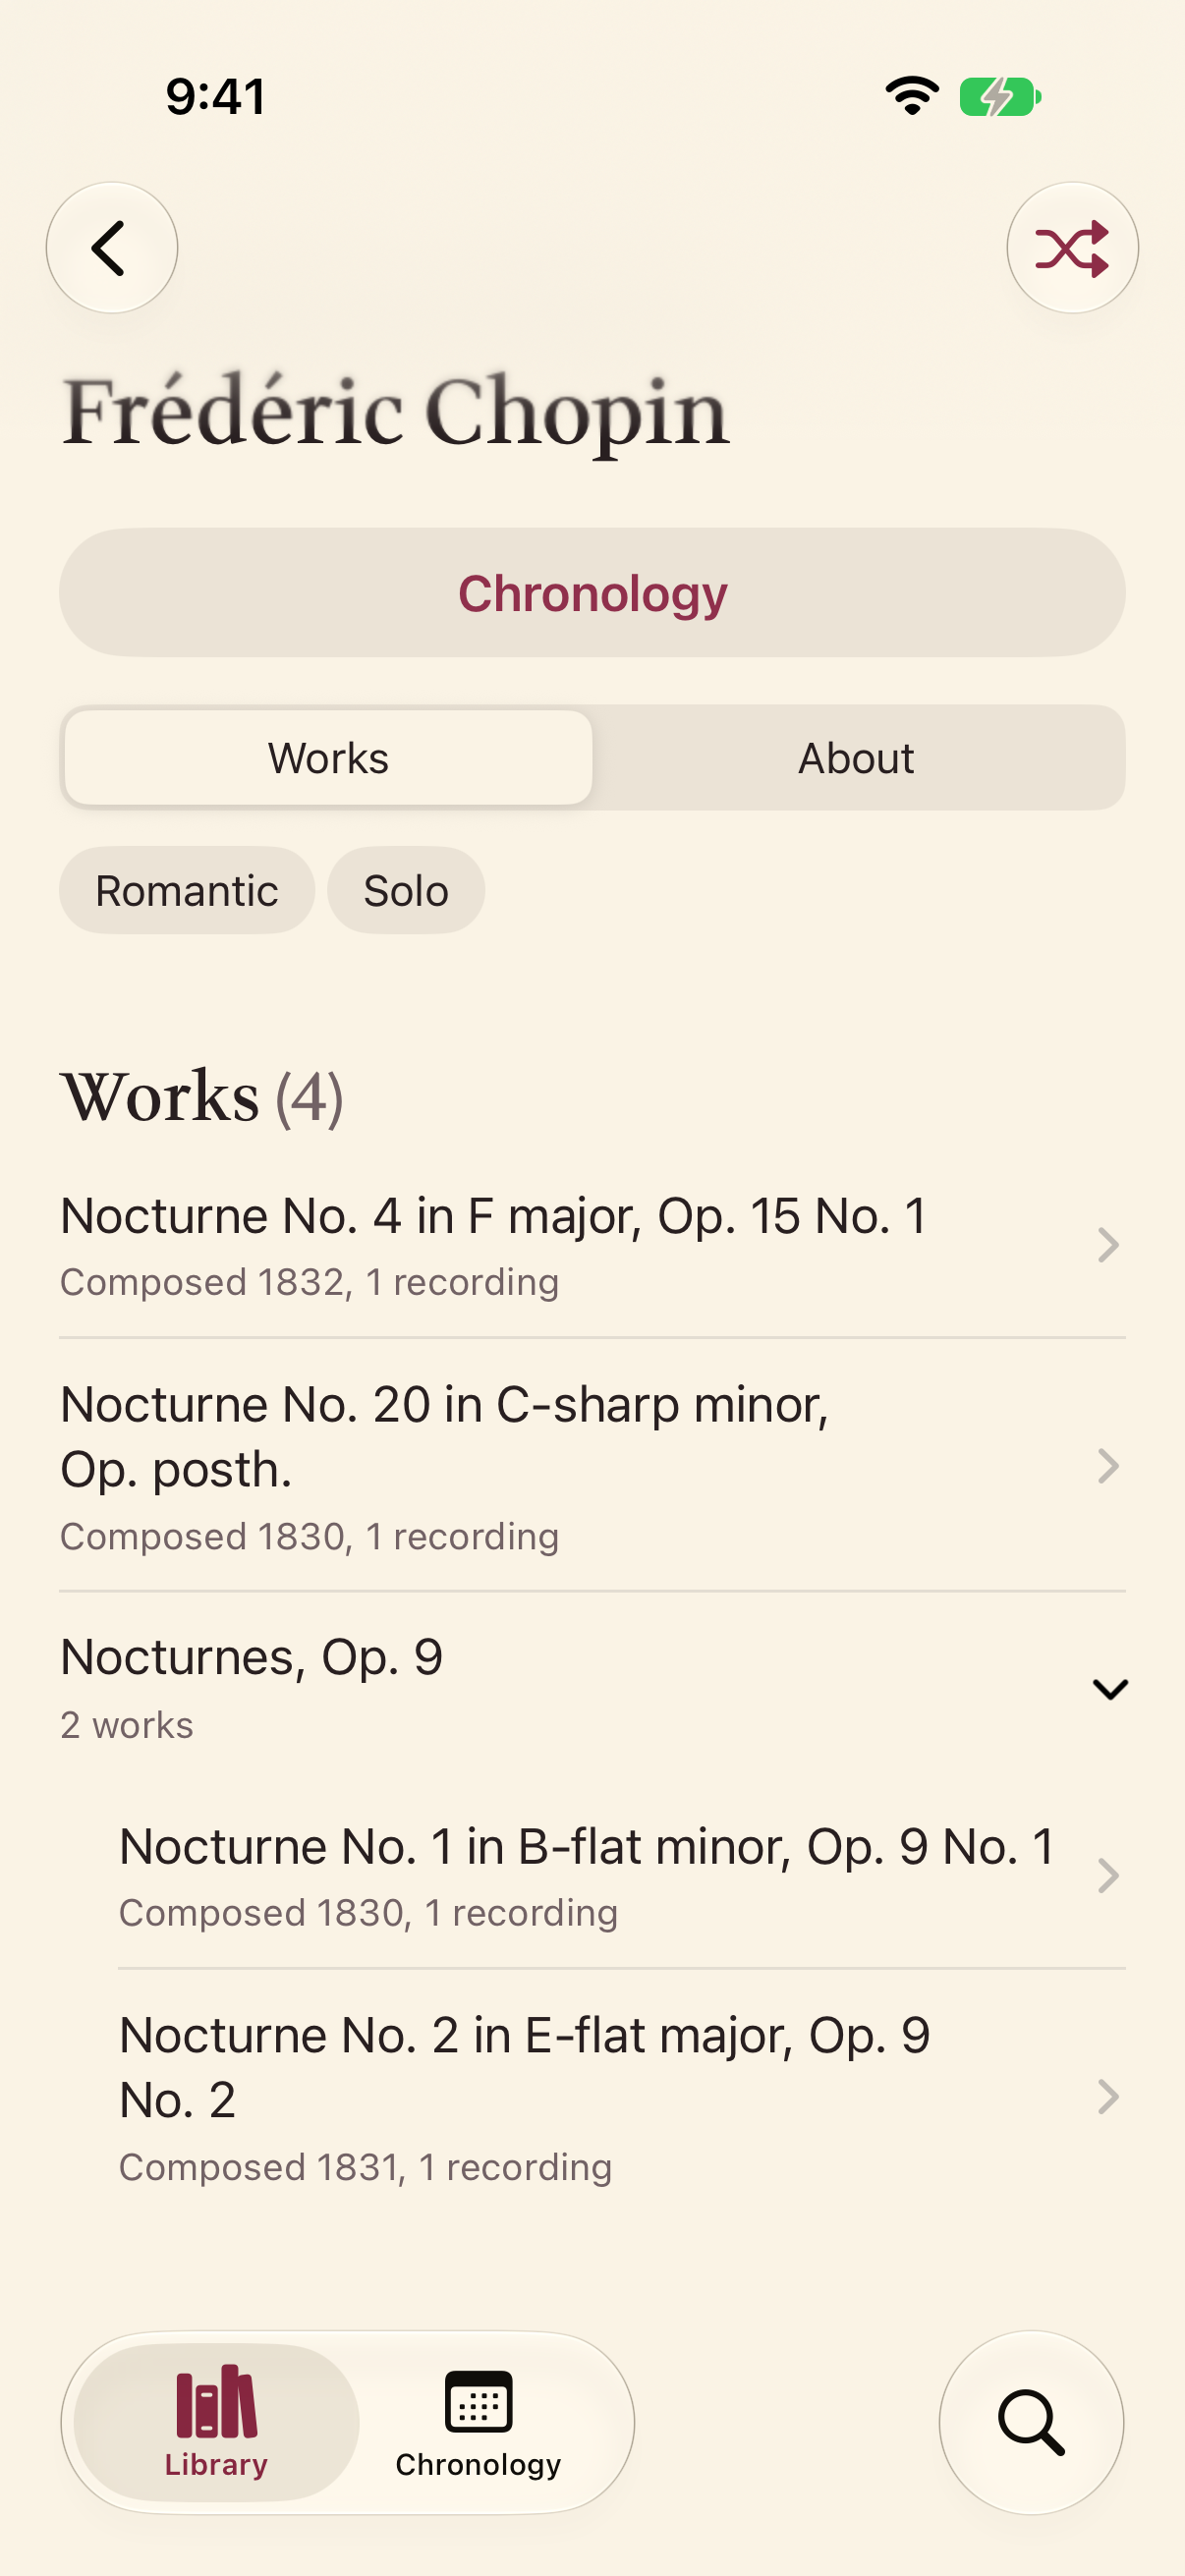 9:41
Frédéric Chopin
Chronology
Works
About
Romantic
Solo
Works (4)
Nocturne No. 4 in F major, Op. 15 No. 1
Composed 1832, 1 recording
Nocturne No. 20 in C-sharp minor,
Op. posth.
Composed 1830, 1 recording
Nocturnes, Op. 9
2 works
Nocturne No. 1 in B-flat minor, Op. 9 No. 1
Composed 1830, 1 recording
Nocturne No. 2 in E-flat major, Op. 9
No. 2
Composed 1831, 1 recording
Library
Chronology